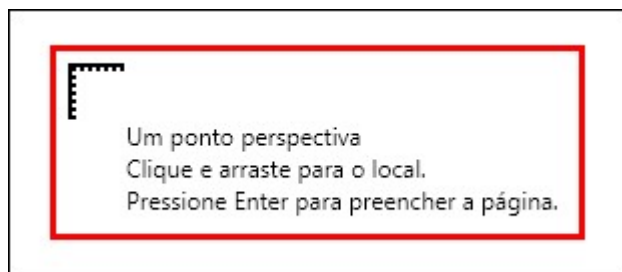 Um ponto perspectiva
Clique e arraste para o local.
Pressione Enter para preencher a página.